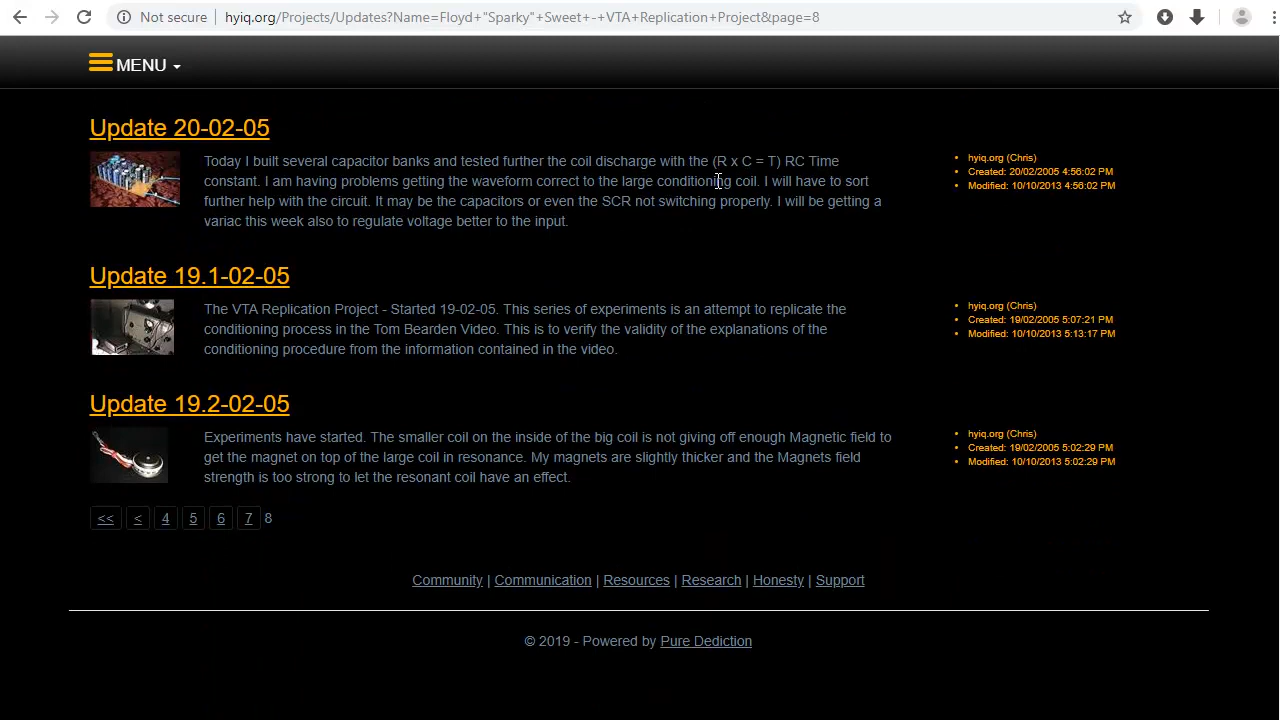 Not secure
hyiq.org/Projects/Updates?Name=Floyd+"Sparky"+Sweet+-+VTA+Replication+Project&page=8
MENU
Update 20-02-05
Today I built several capacitor banks and tested further the coil discharge with the (R x C = T) RC Time
constant. I am having problems getting the waveform correct to the large conditioning coil. I will have to sort
further help with the circuit. It may be the capacitors or even the SCR not switching properly. I will be getting a
variac this week also to regulate voltage better to the input.
hyiq.org (Chris)
Created: 20/02/2005 4:56:02 PM
Modified: 10/10/2013 4:56:02 PM
Update 19.1-02-05
The VTA Replication Project - Started 19-02-05. This series of experiments is an attempt to replicate the
conditioning process in the Tom Bearden Video. This is to verify the validity of the explanations of the
conditioning procedure from the information contained in the video.
hyiq.org (Chris)
Created: 19/02/2005 5:07:21 PM
Modified: 10/10/2013 5:13:17 PM
Update 19.2-02-05
Experiments have started. The smaller coil on the inside of the big coil is not giving off enough Magnetic field to
get the magnet on top of the large coil in resonance. My magnets are slightly thicker and the Magnets field
strength is too strong to let the resonant coil have an effect.
hyiq.org (Chris)
Created: 19/02/2005 5:02:29 PM
Modified: 10/10/2013 5:02:29 PM
<< < 4 5 6 7 8
Community | Communication | Resources | Research | Honesty | Support
© 2019 - Powered by Pure Dediction